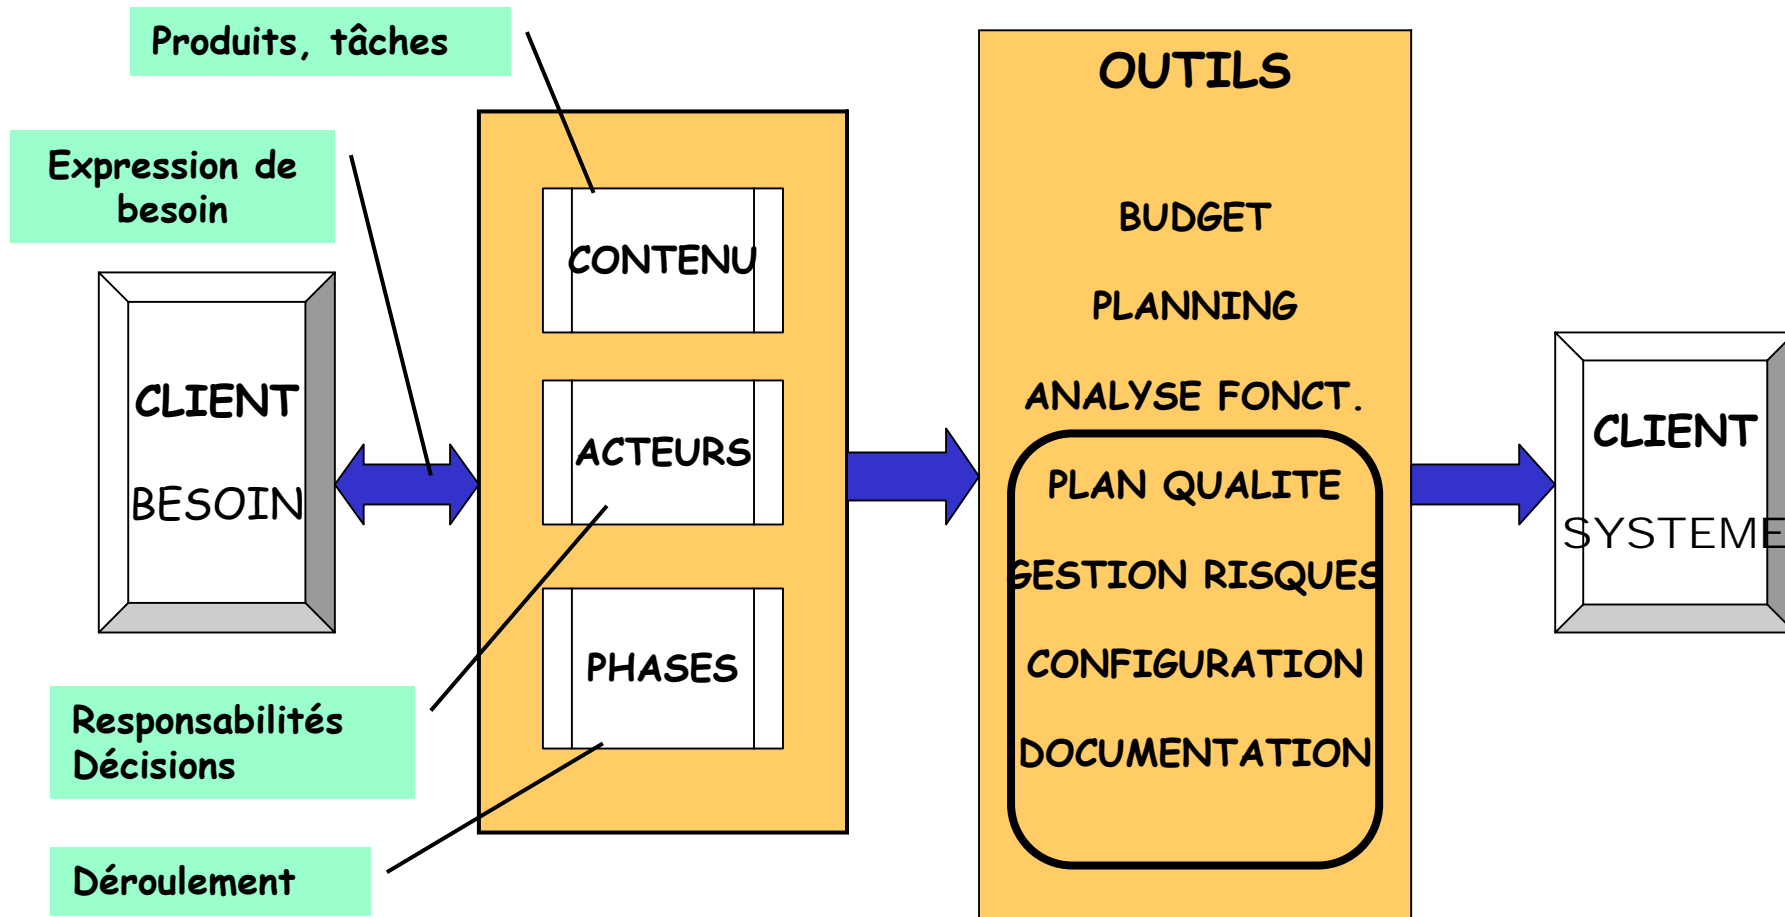 Produits, tâches
Expression de
besoin
CLIENT
BESOIN
CONTENU
ACTEURS
PHASES
Responsabilités
Décisions
Déroulement
OUTILS
BUDGET
PLANNING
ANALYSE FONCT.
PLAN QUALITE
GESTION RISQUES
CONFIGURATION
DOCUMENTATION
CLIENT
SYSTEME